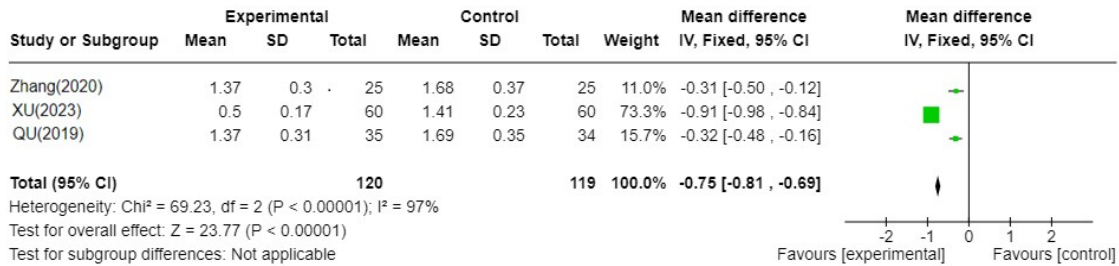 Experimental Control Mean difference Mean difference
Study or Subgroup Mean SD Total Mean SD Total Weight IV, Fixed, 95% CI IV, Fixed, 95% CI
Zhang(2020) 1.37 0.3 . 25 1.68 0.37 25 11.0% -0.31 [-0.50 , -0.12]
XU(2023) 0.5 0.17 60 1.41 0.23 60 73.3% -0.91 [-0.98 , -0.84]
QU(2019) 1.37 0.31 35 1.69 0.35 34 15.7% -0.32 [-0.48 , -0.16]
Total (95% CI) 120 119 100.0% -0.75 [-0.81 , -0.69]
Heterogeneity: Chi² = 69.23, df = 2 (P < 0.00001); I² = 97%
Test for overall effect: Z = 23.77 (P < 0.00001)
-2 -1 0 1 2
Test for subgroup differences: Not applicable Favours [experimental] Favours [control]